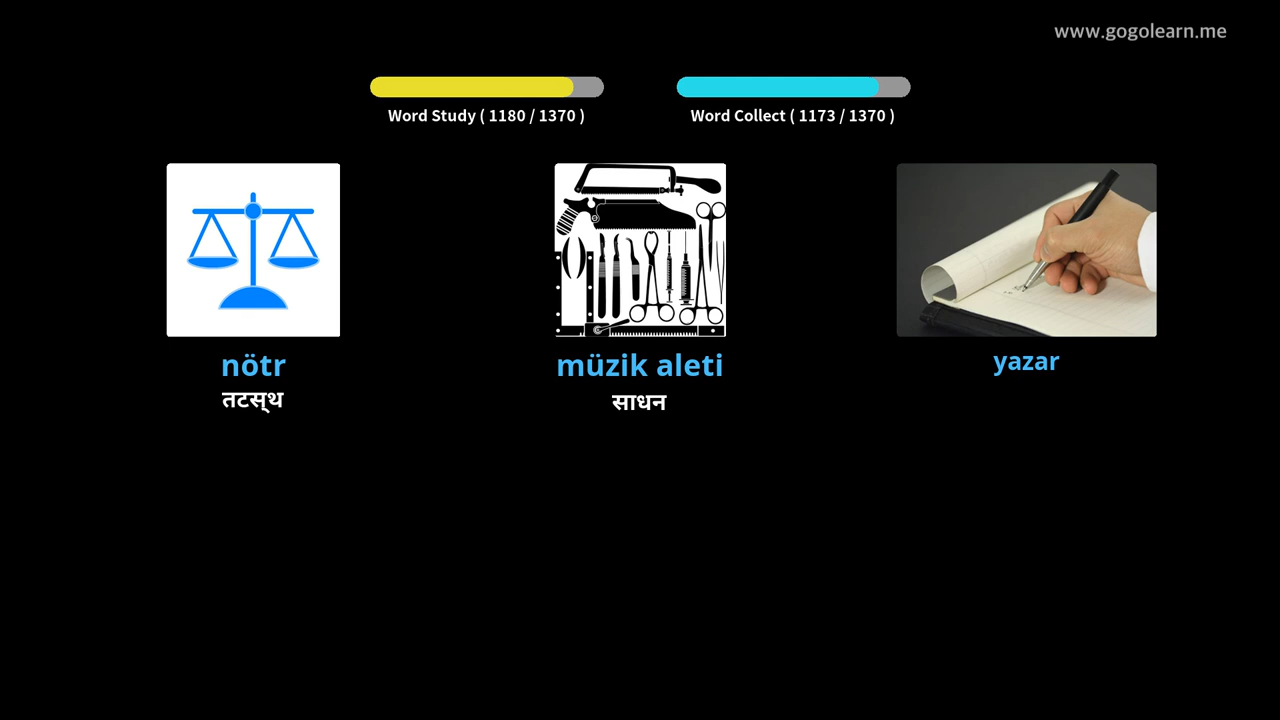 www.gogolearn.me
Word Study ( 1180 / 1370 )
Word Collect ( 1173 / 1370 )
nötr
तटस्थ
müzik aleti
साधन
yazar